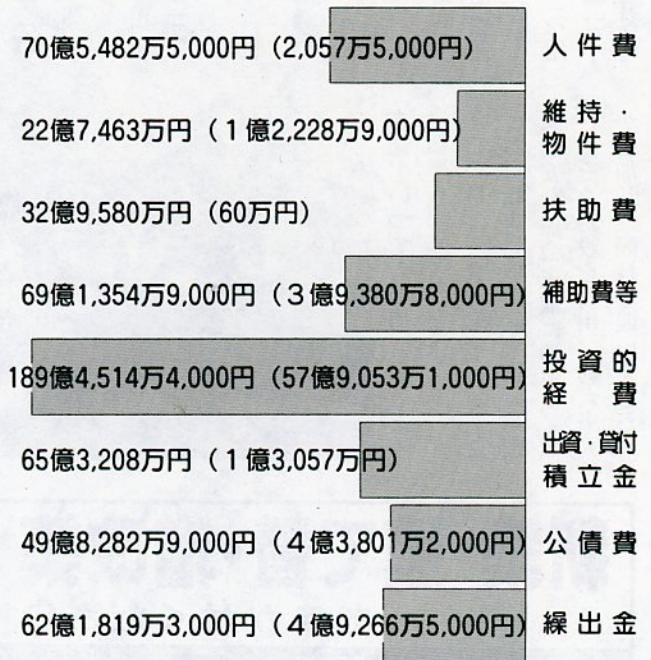 70億5,482万5,000円（2,057万5,000円） 人件費
22億7,463万円（１億2,228万9,000円） 維持・
物件費
32億9,580万円（60万円） 扶助費
69億1,354万9,000円（３億9,380万8,000円） 補助費等
189億4,514万4,000円（57億9,053万1,000円） 投資的
経費
65億3,208万円（１億3,057万円） 出資・貸付
積立金
49億8,282万9,000円（４億3,801万2,000円） 公債費
62億1,819万3,000円（４億9,266万5,000円） 繰出金